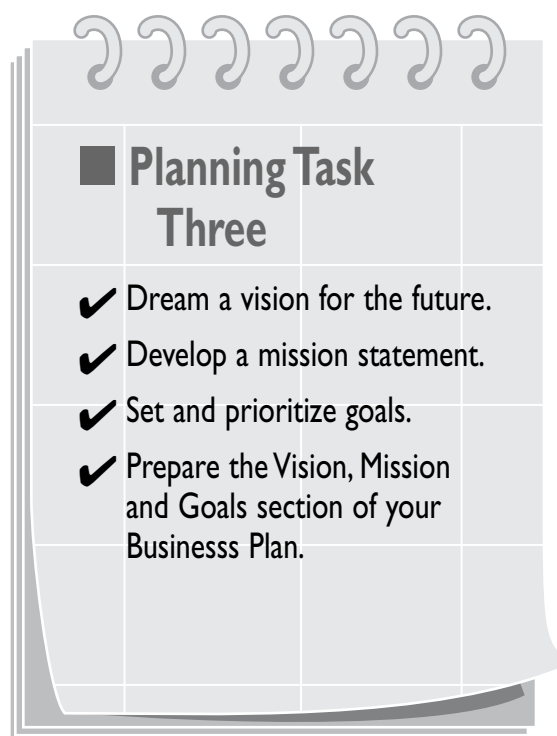 Planning Task
Three
✔ Dream a vision for the future.
✔ Develop a mission statement.
✔ Set and prioritize goals.
✔ Prepare the Vision, Mission
and Goals section of your
Businesss Plan.